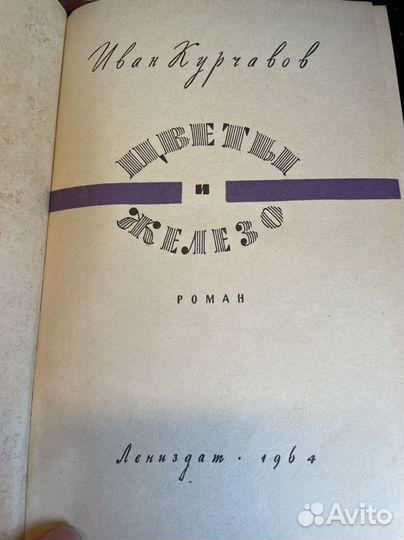 Иван Курчавов
ЦВЕТЫ
И
ЖЕЛЕЗО
РОМАН
Лениздат · 1964
Avito